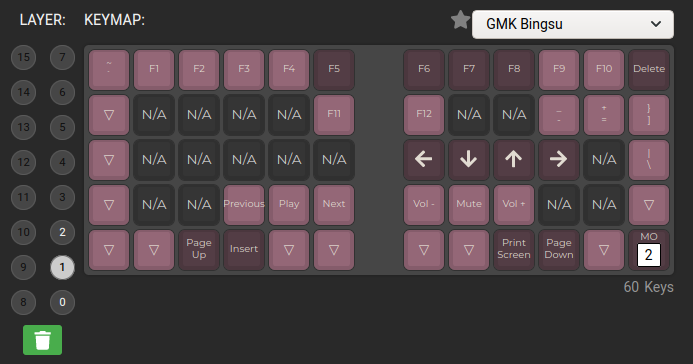 LAYER: KEYMAP: GMK Bingsu
15 7 ~ ` F1 F2 F3 F4 F5 F6 F7 F8 F9 F10 Delete
14 6 ▽ N/A N/A N/A N/A F11 F12 N/A N/A _ - + = } ]
13 5
12 4 ▽ N/A N/A N/A N/A N/A ← ↓ ↑ → N/A | \
11 3 ▽ N/A N/A Previous Play Next Vol - Mute Vol + N/A N/A ▽
10 2 ▽ ▽ Page Up Insert ▽ ▽ ▽ ▽ Print Screen Page Down ▽ MO 2
9 1
8 0
60 Keys